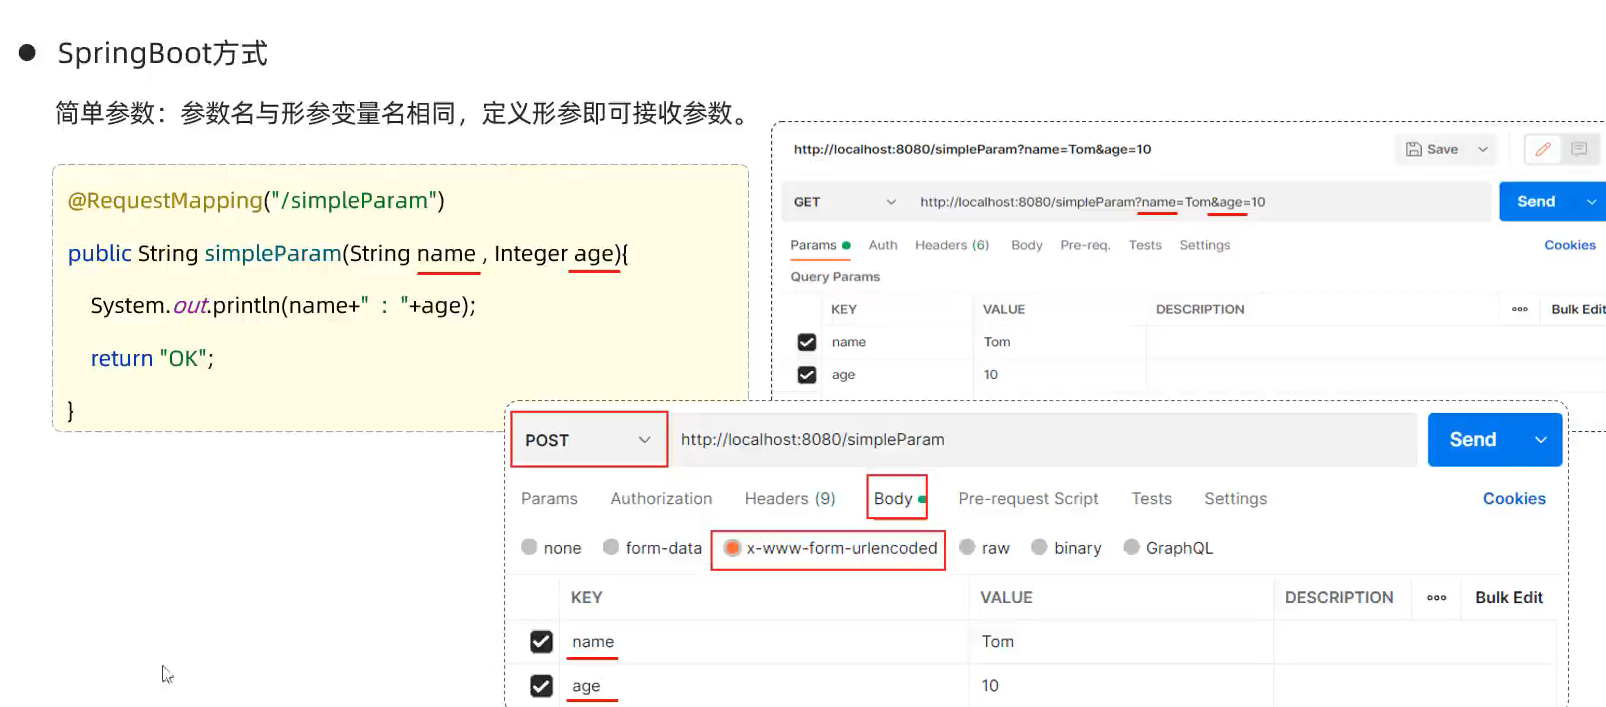 SpringBoot方式
简单参数：参数名与形参变量名相同，定义形参即可接收参数。
@RequestMapping("/simpleParam")
public String simpleParam(String name , Integer age){
System.out.println(name+" : "+age);
return "OK";
}
http://localhost:8080/simpleParam?name=Tom&age=10
Save
GET
http://localhost:8080/simpleParam?name=Tom&age=10
Send
Params Auth Headers (6) Body Pre-req. Tests Settings Cookies
Query Params
KEY VALUE DESCRIPTION ooo Bulk Edit
name Tom
age 10
POST http://localhost:8080/simpleParam Send
Params Authorization Headers (9) Body Pre-request Script Tests Settings Cookies
none form-data x-www-form-urlencoded raw binary GraphQL
KEY VALUE DESCRIPTION ooo Bulk Edit
name Tom
age 10